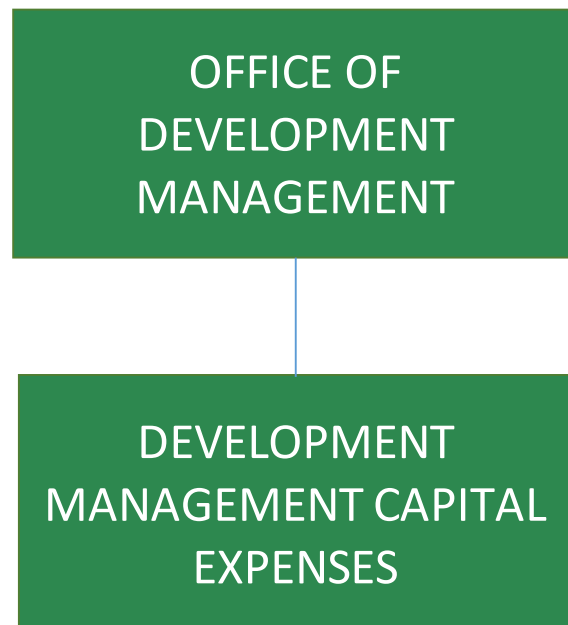 OFFICE OF
DEVELOPMENT
MANAGEMENT
DEVELOPMENT
MANAGEMENT CAPITAL
EXPENSES